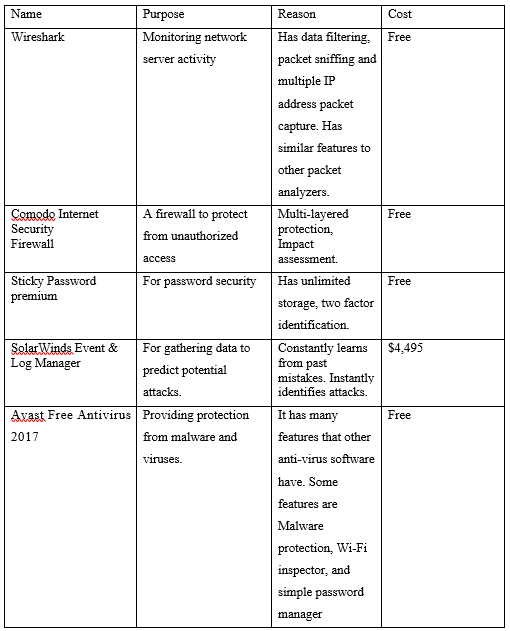 Name Purpose Reason Cost
Wireshark Monitoring network server activity Has data filtering, packet sniffing and multiple IP address packet capture. Has similar features to other packet analyzers. Free
Comodo Internet Security Firewall A firewall to protect from unauthorized access Multi-layered protection, Impact assessment. Free
Sticky Password premium For password security Has unlimited storage, two factor identification. Free
SolarWinds Event & Log Manager For gathering data to predict potential attacks. Constantly learns from past mistakes. Instantly identifies attacks. $4,495
Avast Free Antivirus 2017 Providing protection from malware and viruses. It has many features that other anti-virus software have. Some features are Malware protection, Wi-Fi inspector, and simple password manager Free